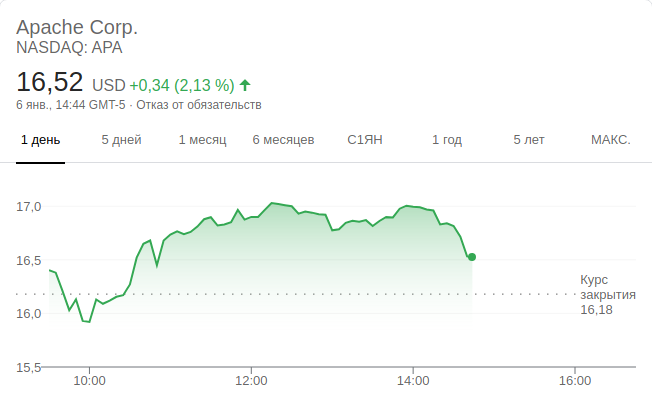 Apache Corp.
NASDAQ: APA
16,52 USD +0,34 (2,13 %)
6 янв., 14:44 GMT-5 · Отказ от обязательств
1 день 5 дней 1 месяц 6 месяцев С1ЯН 1 год 5 лет МАКС.
17,0
16,5
Курс
закрытия
16,18
16,0
15,5
10:00 12:00 14:00 16:00